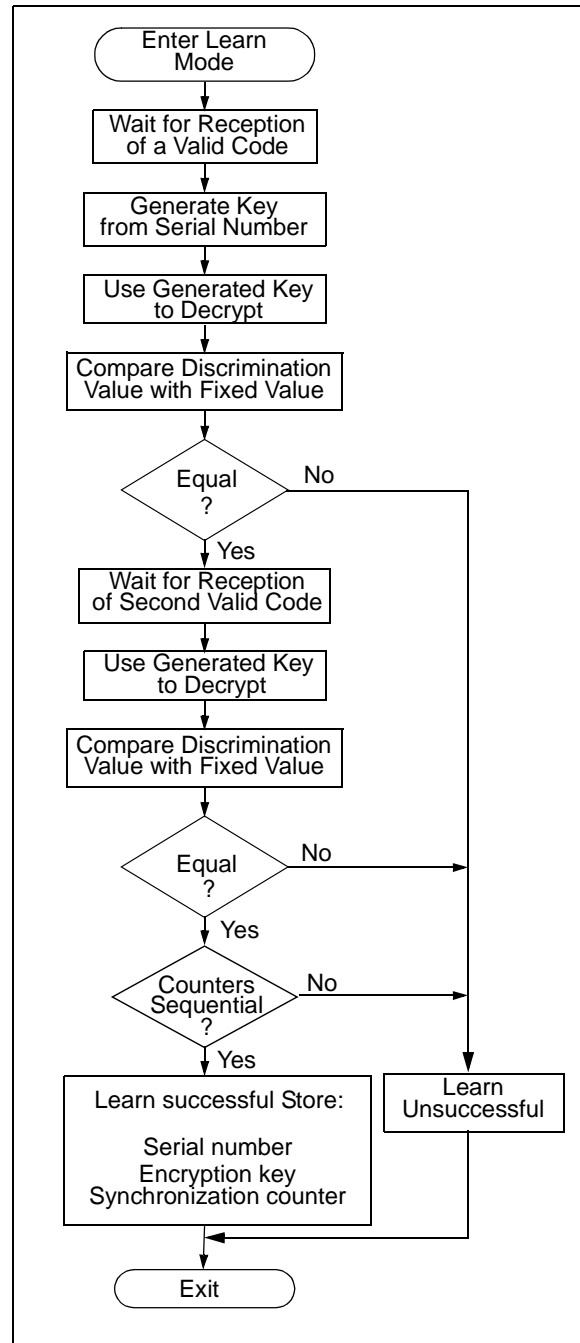 Enter Learn
Mode
Wait for Reception
of a Valid Code
Generate Key
from Serial Number
Use Generated Key
to Decrypt
Compare Discrimination
Value with Fixed Value
Equal
?
No
Yes
Wait for Reception
of Second Valid Code
Use Generated Key
to Decrypt
Compare Discrimination
Value with Fixed Value
Equal
?
No
Yes
Counters
Sequential
?
No
Yes
Learn successful Store:
Serial number
Encryption key
Synchronization counter
Learn
Unsuccessful
Exit